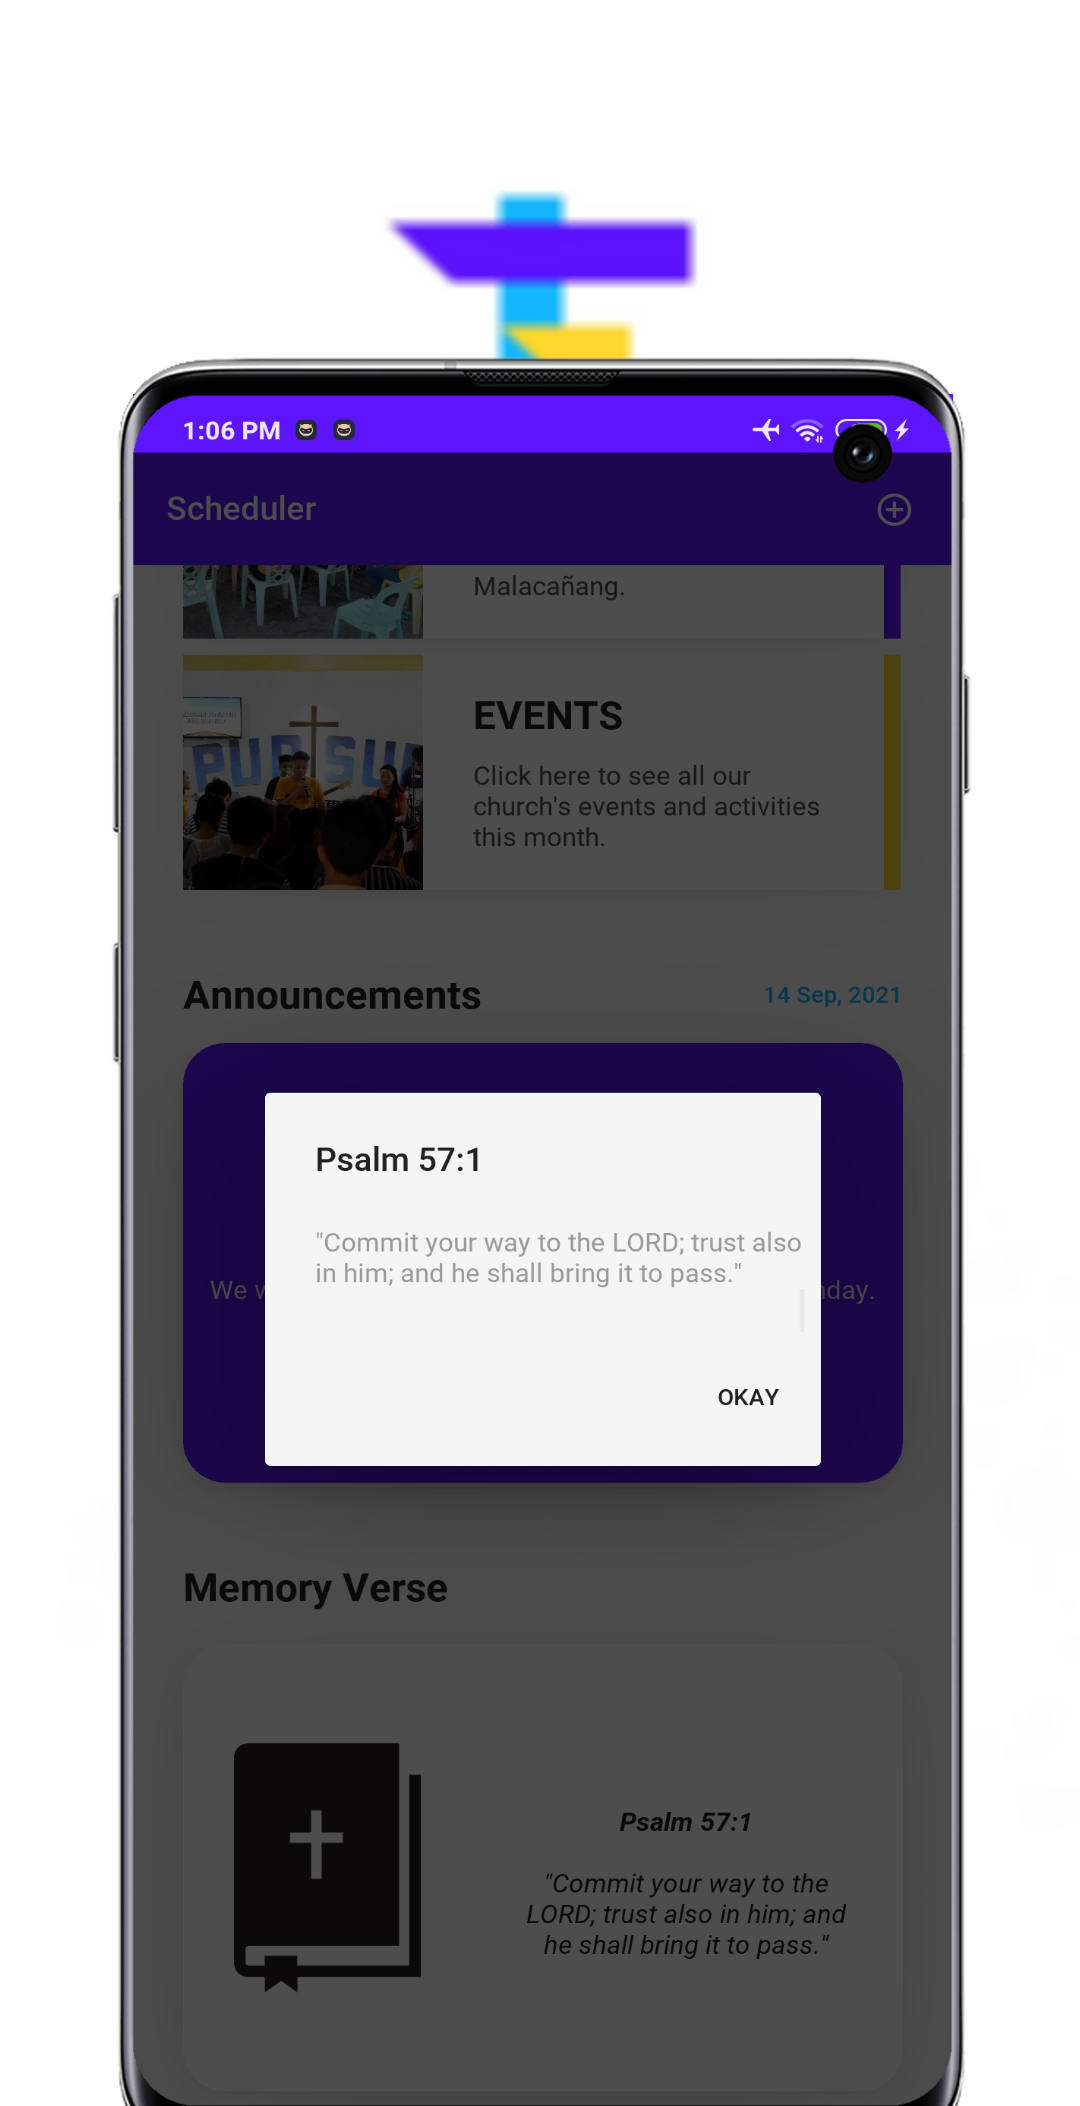 1:06 PM
Scheduler
Malacañang.
PURSU
EVENTS
Click here to see all our
church's events and activities
this month.
Announcements
14 Sep, 2021
Psalm 57:1
"Commit your way to the LORD; trust also
in him; and he shall bring it to pass."
We
OKAY
Memory Verse
Psalm 57:1
"Commit your way to the
LORD; trust also in him; and
he shall bring it to pass."